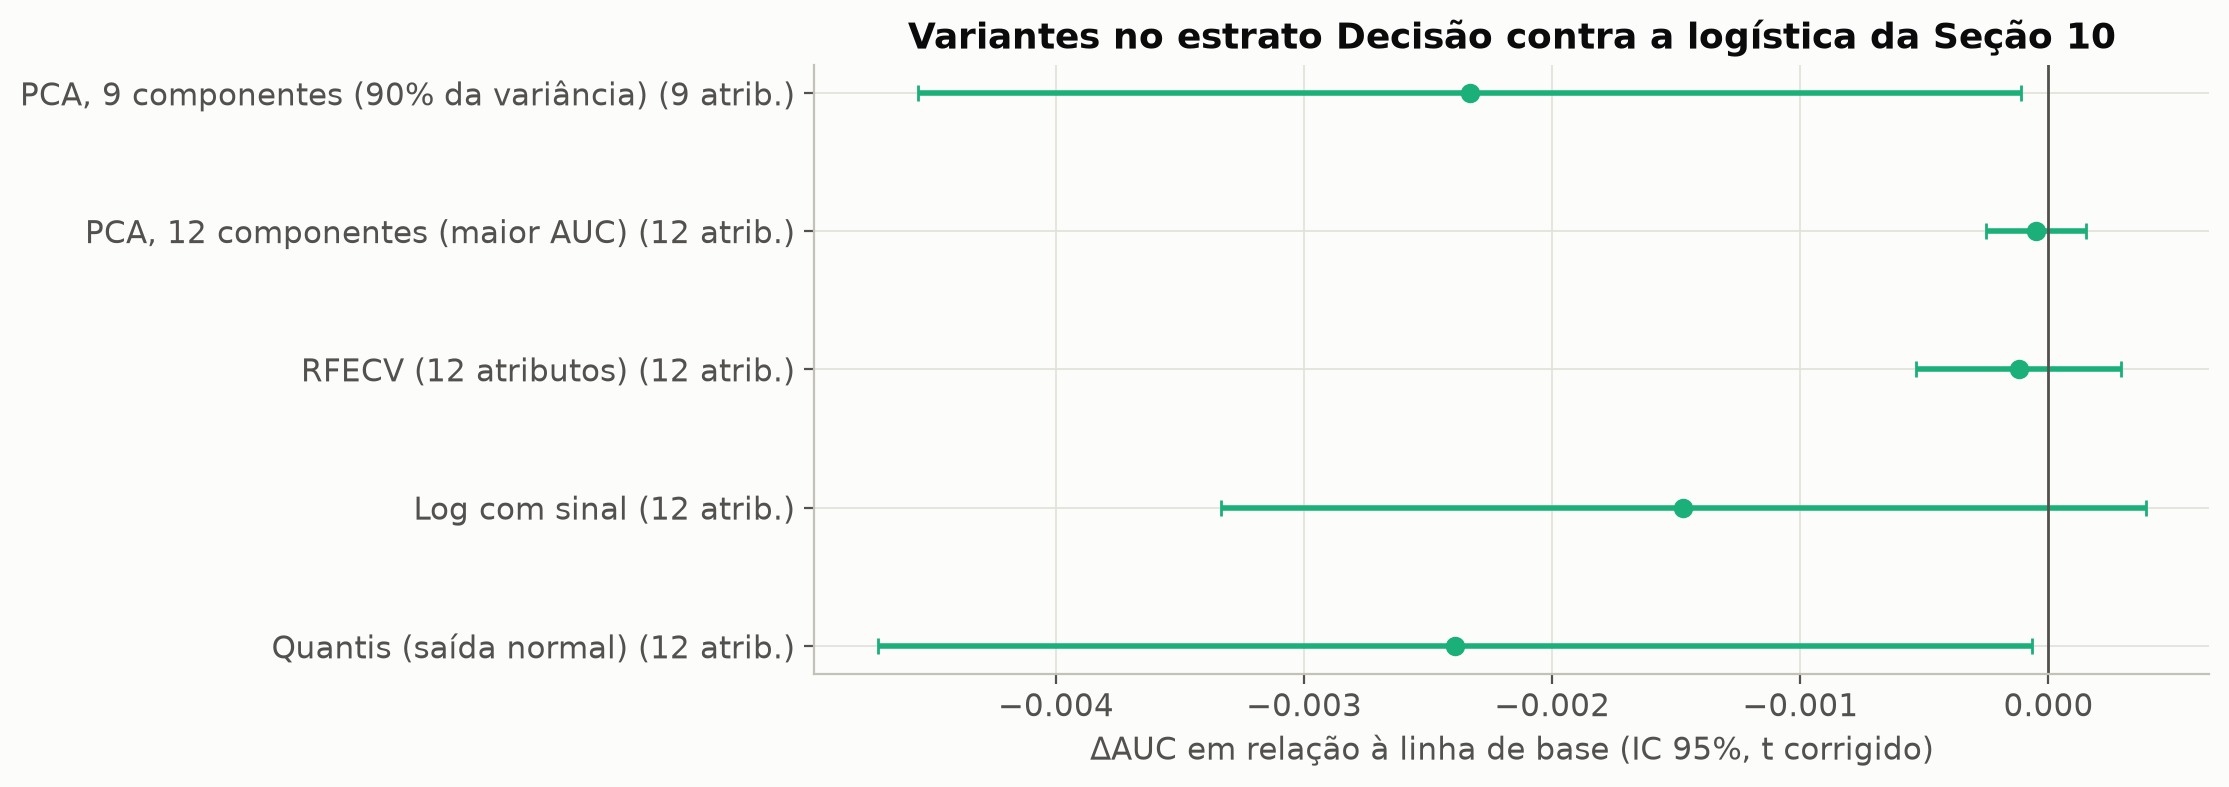 Variantes no estrato Decisão contra a logística da Seção 10
PCA, 9 componentes (90% da variância) (9 atrib.)
PCA, 12 componentes (maior AUC) (12 atrib.)
RFECV (12 atributos) (12 atrib.)
Log com sinal (12 atrib.)
Quantis (saída normal) (12 atrib.)
−0.004 −0.003 −0.002 −0.001 0.000
ΔAUC em relação à linha de base (IC 95%, t corrigido)